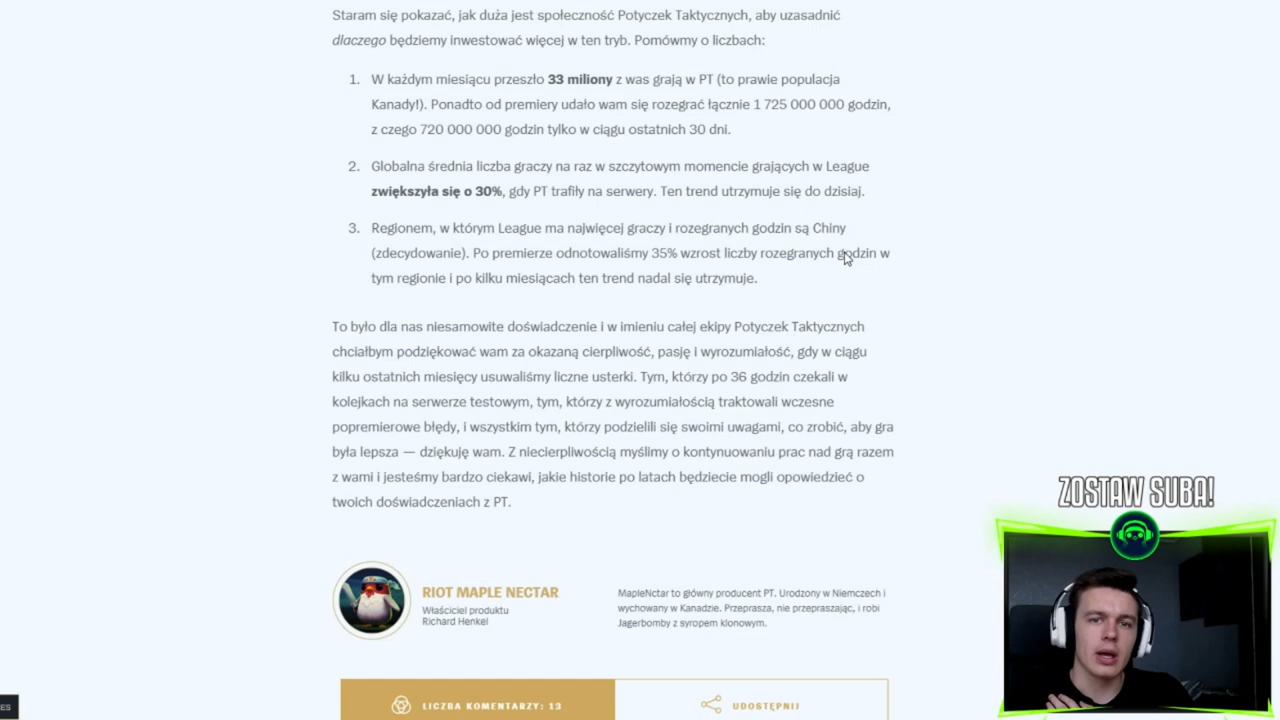 Staram się pokazać, jak duża jest społeczność Potyczek Taktycznych, aby uzasadnić
dlaczego będziemy inwestować więcej w ten tryb. Pomówmy o liczbach:
1. W każdym miesiącu przeszło 33 miliony z was grają w PT (to prawie populacja
Kanady!). Ponadto od premiery udało wam się rozegrać łącznie 1 725 000 000 godzin,
z czego 720 000 000 godzin tylko w ciągu ostatnich 30 dni.
2. Globalna średnia liczba graczy na raz w szczytowym momencie grających w League
zwiększyła się o 30%, gdy PT trafiły na serwery. Ten trend utrzymuje się do dzisiaj.
3. Regionem, w którym League ma najwięcej graczy i rozegranych godzin są Chiny
(zdecydowanie). Po premierze odnotowaliśmy 35% wzrost liczby rozegranych godzin w
tym regionie i po kilku miesiącach ten trend nadal się utrzymuje.
To było dla nas niesamowite doświadczenie i w imieniu całej ekipy Potyczek Taktycznych
chciałbym podziękować wam za okazaną cierpliwość, pasję i wyrozumiałość, gdy w ciągu
kilku ostatnich miesięcy usuwaliśmy liczne usterki. Tym, którzy po 36 godzin czekali w
kolejkach na serwerze testowym, tym, którzy z wyrozumiałością traktowali wczesne
popremierowe błędy, i wszystkim tym, którzy podzielili się swoimi uwagami, co zrobić, aby gra
była lepsza — dziękuję wam. Z niecierpliwością myślimy o kontynuowaniu prac nad grą razem
z wami i jesteśmy bardzo ciekawi, jakie historie po latach będziecie mogli opowiedzieć o
twoich doświadczeniach z PT.
ZOSTAW SUBA!
RIOT MAPLE NECTAR
Właściciel produktu
Richard Henkel
MapleNctar to główny producent PT. Urodzony w Niemczech i
wychowany w Kanadzie. Przeprasza, nie przepraszając, i robi
Jagerbomby z syropem klonowym.
ES
LICZBA KOMENTARZY: 13
UDOSTĘPNIJ